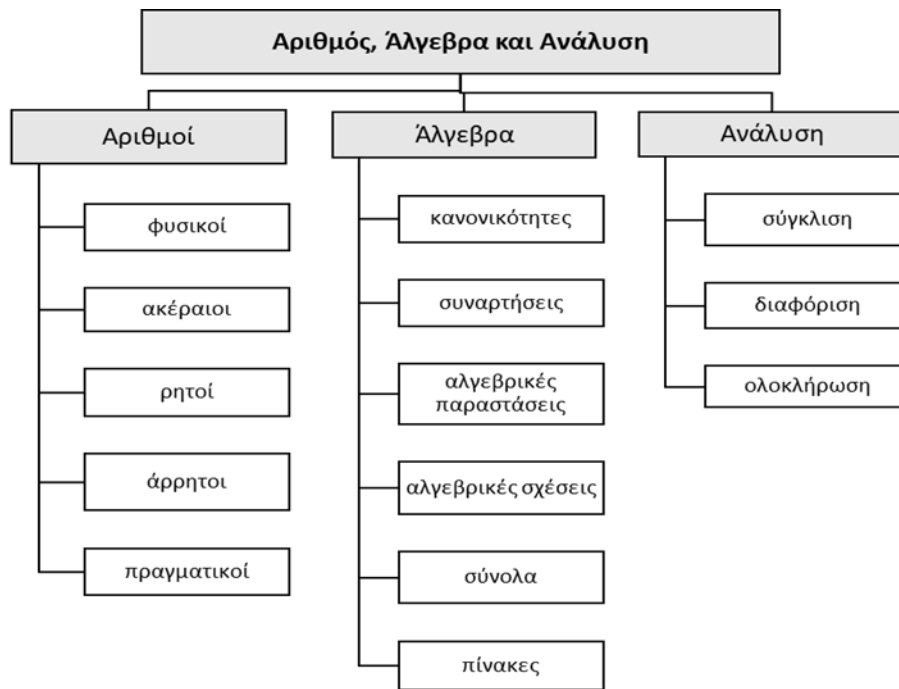 Αριθμός, Άλγεβρα και Ανάλυση
Αριθμοί
φυσικοί
ακέραιοι
ρητοί
άρρητοι
πραγματικοί
Άλγεβρα
κανονικότητες
συναρτήσεις
αλγεβρικές
παραστάσεις
αλγεβρικές σχέσεις
σύνολα
πίνακες
Ανάλυση
σύγκλιση
διαφόριση
ολοκλήρωση